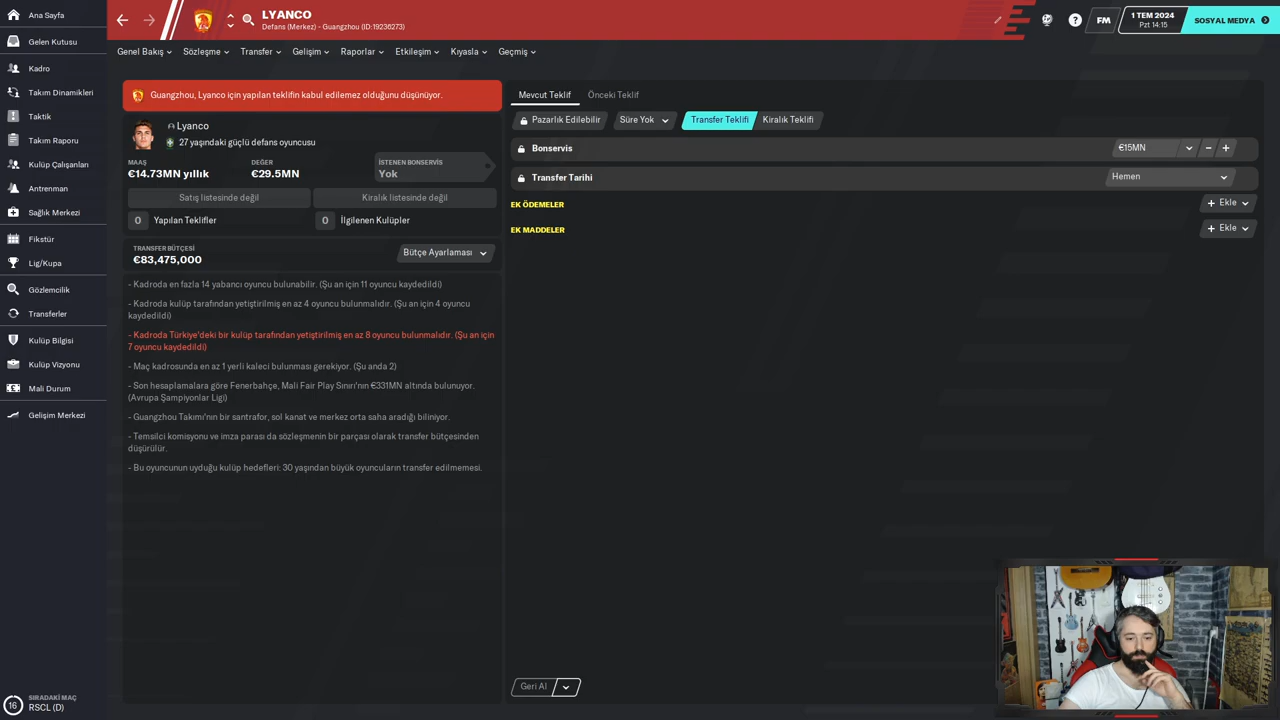 Ana Sayfa
Gelen Kutusu
Kadro
Takım Dinamikleri
Taktik
Takım Raporu
Kulüp Çalışanları
Antrenman
Sağlık Merkezi
Fikstür
Lig/Kupa
Gözlemcilik
Transferler
Kulüp Bilgisi
Kulüp Vizyonu
Mali Durum
Gelişim Merkezi
16
SIRADAKİ MAÇ
RSCL (D)
LYANCO
Defans (Merkez) - Guangzhou (ID:19236273)
FM
1 TEM 2024
Pzt 14:15
SOSYAL MEDYA
Genel Bakış
Sözleşme
Transfer
Gelişim
Raporlar
Etkileşim
Kıyasla
Geçmiş
Guangzhou, Lyanco için yapılan teklifin kabul edilemez olduğunu düşünüyor.
Lyanco
27 yaşındaki güçlü defans oyuncusu
MAAŞ
€14.73MN yıllık
DEĞER
€29.5MN
İSTENEN BONSERVİS
Yok
Satış listesinde değil
Kiralık listesinde değil
0 Yapılan Teklifler
0 İlgilenen Kulüpler
TRANSFER BÜTÇESİ
€83,475,000
Bütçe Ayarlaması
- Kadroda en fazla 14 yabancı oyuncu bulunabilir. (Şu an için 11 oyuncu kaydedildi)
- Kadroda kulüp tarafından yetiştirilmiş en az 4 oyuncu bulunmalıdır. (Şu an için 4 oyuncu
kaydedildi)
- Kadroda Türkiye'deki bir kulüp tarafından yetiştirilmiş en az 8 oyuncu bulunmalıdır. (Şu an için
7 oyuncu kaydedildi)
- Maç kadrosunda en az 1 yerli kaleci bulunması gerekiyor. (Şu anda 2)
- Son hesaplamalara göre Fenerbahçe, Mali Fair Play Sınırı'nın €331MN altında bulunuyor.
(Avrupa Şampiyonlar Ligi)
- Guangzhou Takımı'nın bir santrafor, sol kanat ve merkez orta saha aradığı biliniyor.
- Temsilci komisyonu ve imza parası da sözleşmenin bir parçası olarak transfer bütçesinden
düşürülür.
- Bu oyuncunun uyduğu kulüp hedefleri: 30 yaşından büyük oyuncuların transfer edilmemesi.
Mevcut Teklif
Önceki Teklif
Pazarlık Edilebilir
Süre Yok
Transfer Teklifi
Kiralık Teklifi
Bonservis
€15MN
Transfer Tarihi
Hemen
EK ÖDEMELER
Ekle
EK MADDELER
Ekle
Geri Al